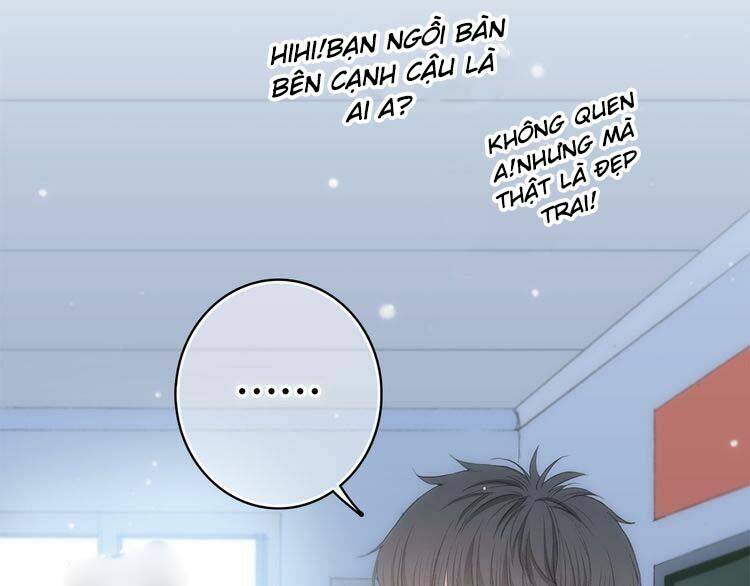 HIHI!BẠN NGỒI BÀN
BÊN CẠNH CẬU LÀ
AI A?
KHÔNG QUEN
A!NHƯNG MÀ
THẬT LÀ ĐẸP
TRAI!
......